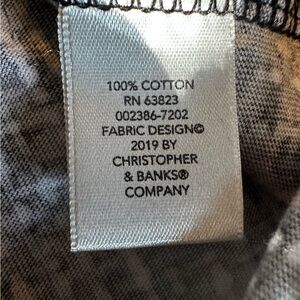 100% COTTON
RN 63823
002386-7202
FABRIC DESIGN©
2019 BY
CHRISTOPHER
& BANKS®
COMPANY